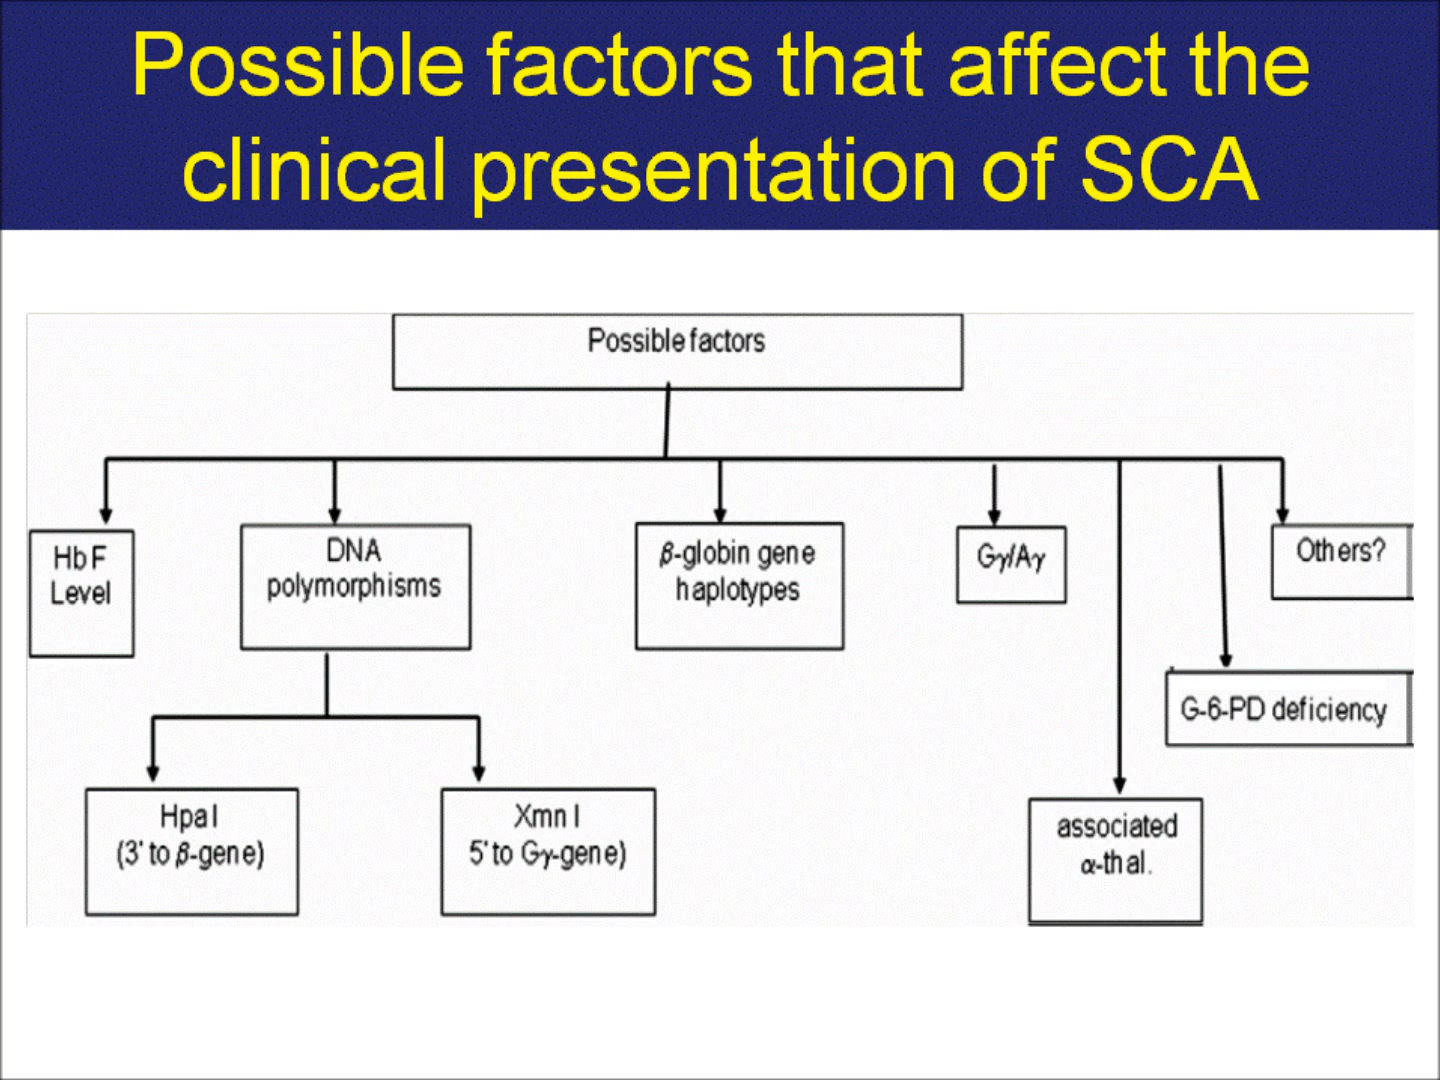 Possible factors that affect the
clinical presentation of SCA
Possible factors
Hb F
Level
DNA
polymorphisms
β-globin gene
haplotypes
Gγ/Aγ
Others?
G-6-PD deficiency
Hpa I
(3' to β-gene)
Xmn I
5' to Gγ-gene)
associated
α-thal.